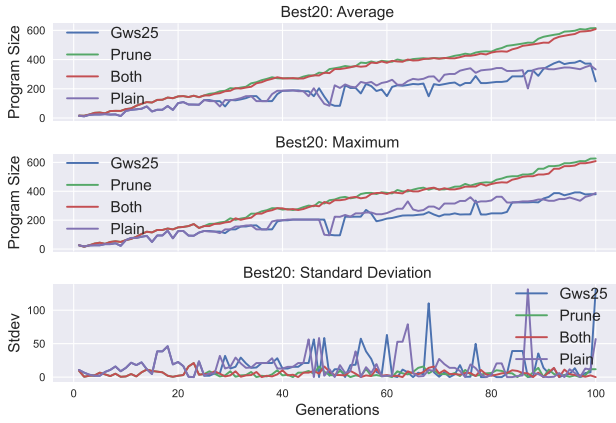 Best20: Average
Program Size
600
400
200
0
Gws25
Prune
Both
Plain
Best20: Maximum
Program Size
600
400
200
0
Gws25
Prune
Both
Plain
Best20: Standard Deviation
Stdev
100
50
0
Gws25
Prune
Both
Plain
0 20 40 60 80 100
Generations